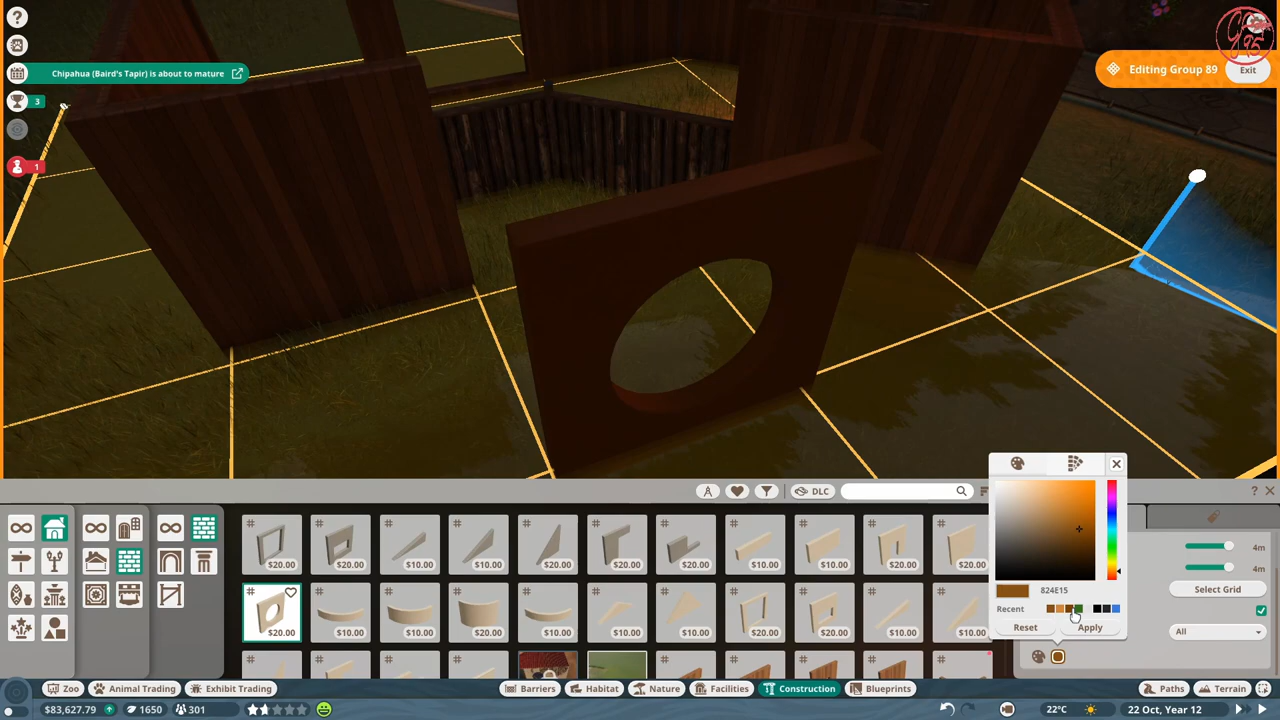 ?
Chipahua (Baird's Tapir) is about to mature
3
1
Editing Group 89
Exit
DLC
? X
$20.00 $20.00 $10.00 $10.00 $10.00 $20.00 $20.00 $10.00 $10.00 $20.00 $20.00
$20.00 $10.00 $10.00 $10.00 $10.00 $10.00 $10.00 $20.00 $20.00 $10.00 $10.00
824E15
Recent
Reset Apply
4m
4m
Select Grid
All
Zoo Animal Trading Exhibit Trading Barriers Habitat Nature Facilities Construction Blueprints Paths Terrain
$83,627.79 1650 301 22°C 22 Oct, Year 12